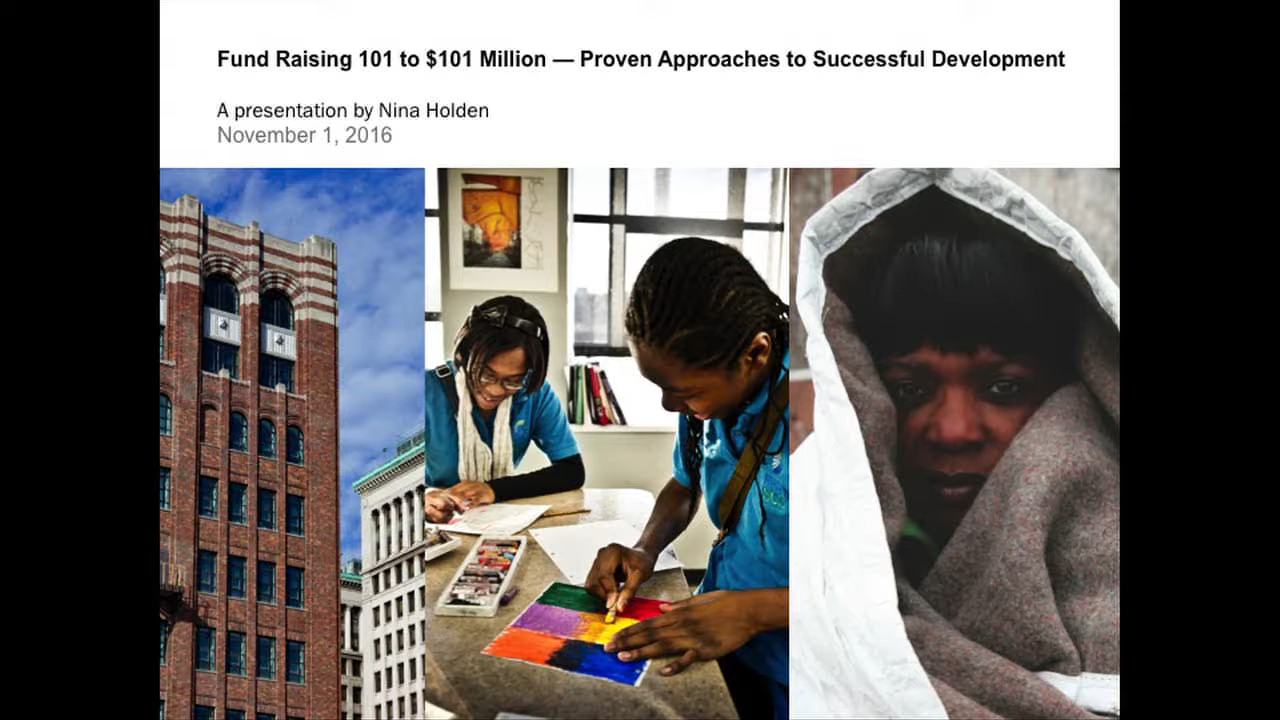 Fund Raising 101 to $101 Million — Proven Approaches to Successful Development
A presentation by Nina Holden
November 1, 2016